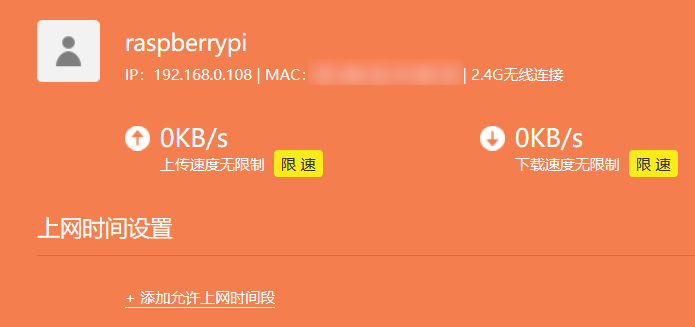 raspberrypi
IP：192.168.0.108 | MAC： | 2.4G无线连接
0KB/s 0KB/s
上传速度无限制 限 速 下载速度无限制 限 速
上网时间设置
+ 添加允许上网时间段